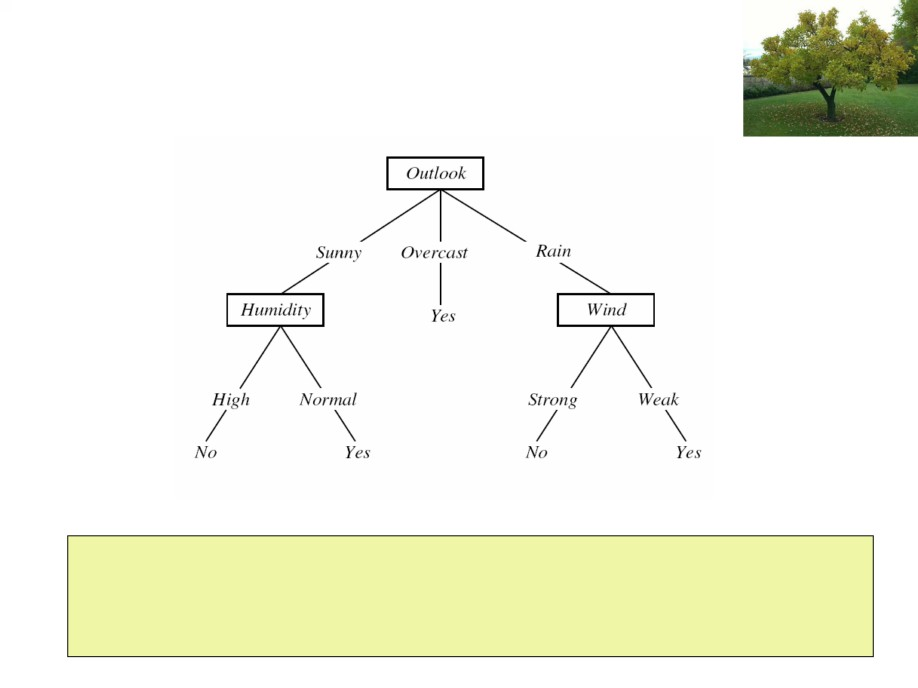 Outlook
Sunny Overcast Rain
Humidity Yes Wind
High Normal Strong Weak
No Yes No Yes